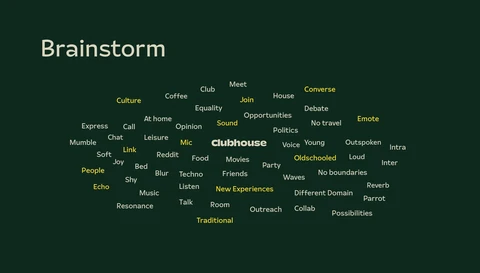 Brainstorm
Meet
Club
Converse
Coffee
House
Culture
Join
Equality
Debate
Opportunities
At home
Emote
Sound
No travel
Express
Call
Opinion
Politics
Chat
Leisure
Mumble
Mic
Clubhouse
Voice
Young
Outspoken
Intra
Link
Soft
Reddit
Food
Movies
Oldschooled
Loud
Joy
Bed
Party
Inter
People
Blur
Techno
Friends
No boundaries
Shy
Waves
Echo
Listen
New Experiences
Reverb
Music
Different Domain
Parrot
Resonance
Talk
Room
Outreach
Collab
Possibilities
Traditional